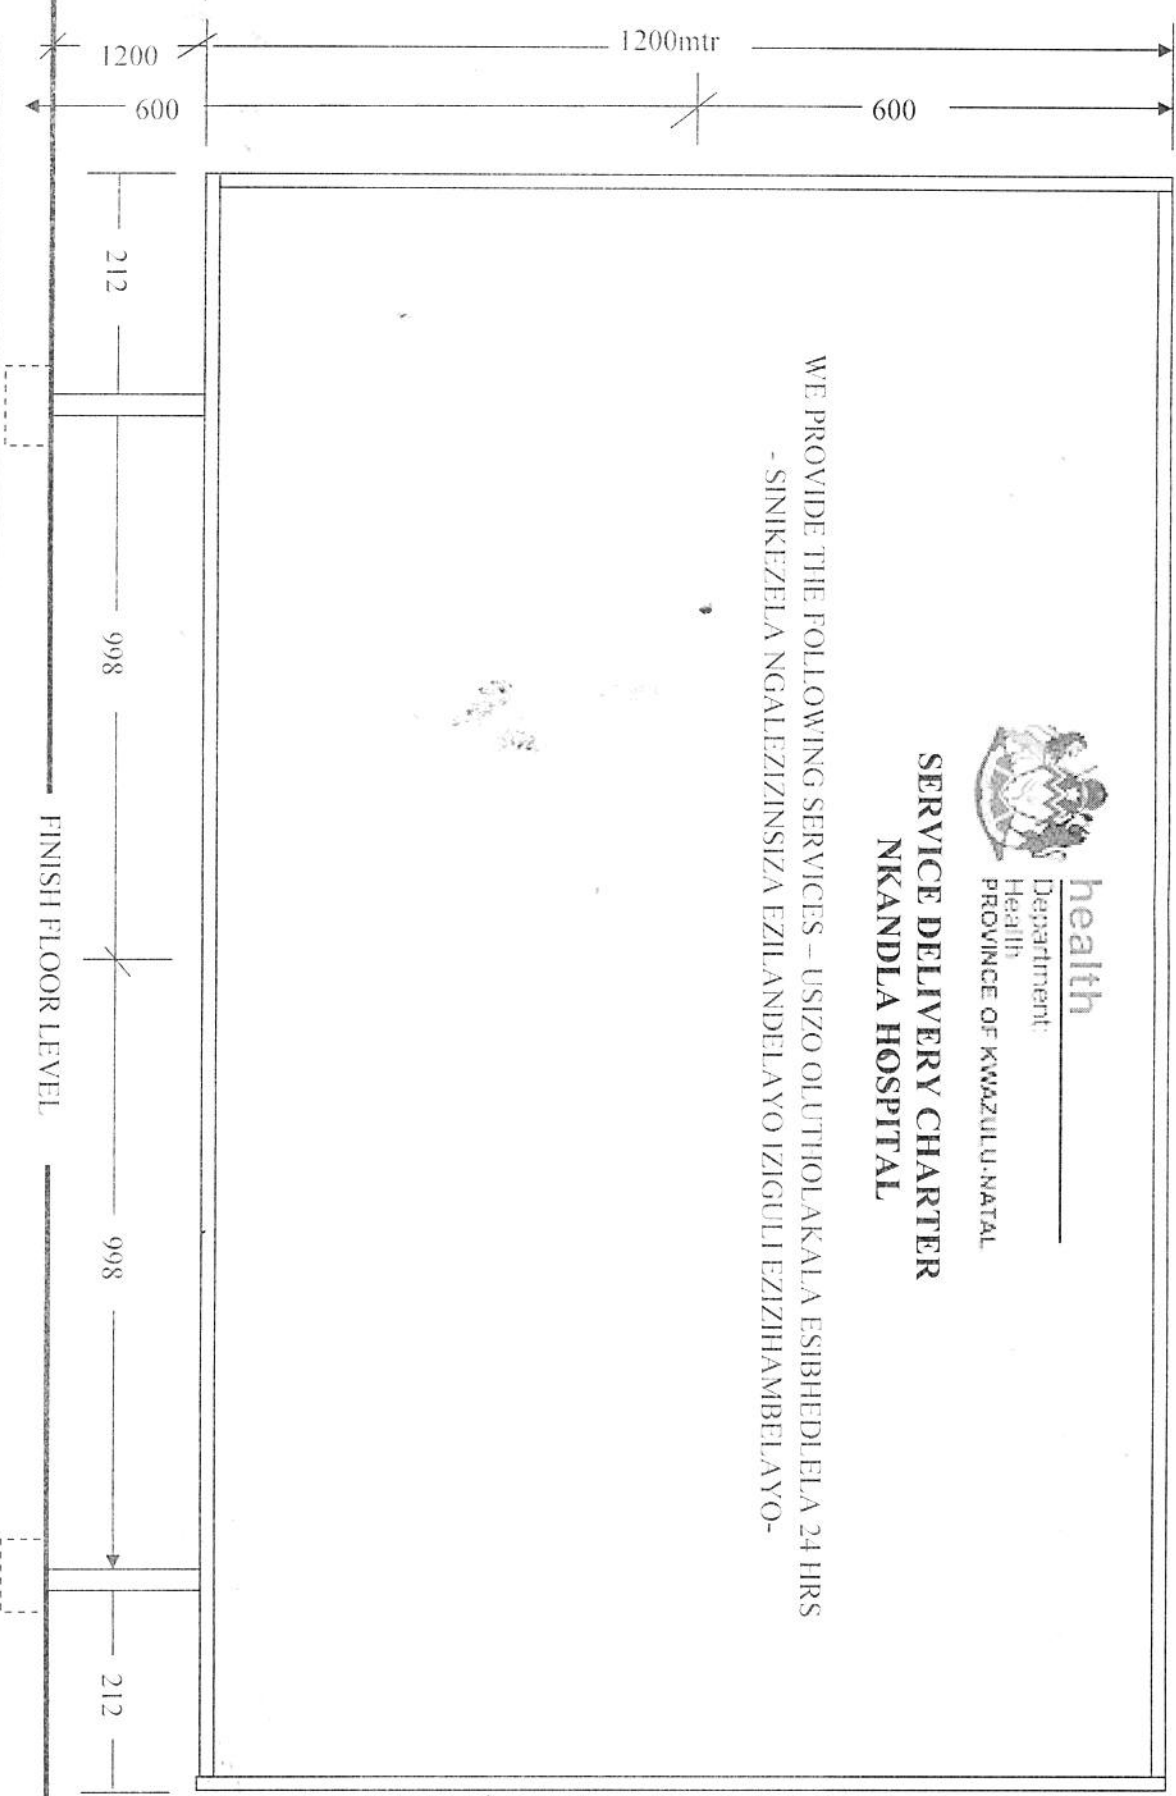 health
Department:
Health
PROVINCE OF KWAZULU-NATAL
SERVICE DELIVERY CHARTER
NKANDLA HOSPITAL
WE PROVIDE THE FOLLOWING SERVICES – USIZO OLUTHOLAKALA ESIBHEDLELA 24 HRS
- SINIKEZELA NGALEZIZINSIZA EZILANDELAYO IZIGULI EZIZIHAMBELAYO-
600
600
1200mtr
1200
212
998
998
212
FINISH FLOOR LEVEL